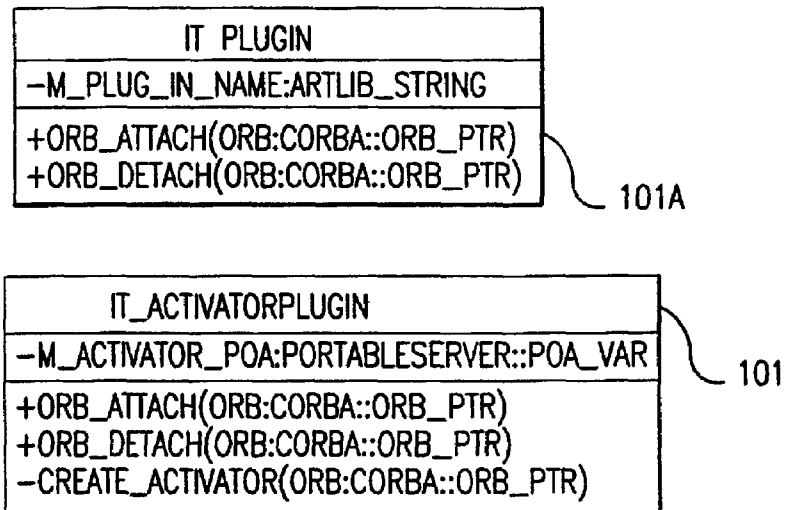 IT PLUGIN
-M_PLUG_IN_NAME:ARTLIB_STRING
+ORB_ATTACH(ORB:CORBA::ORB_PTR)
+ORB_DETACH(ORB:CORBA::ORB_PTR)
101A
IT_ACTIVATORPLUGIN
-M_ACTIVATOR_POA:PORTABLESERVER::POA_VAR
101
+ORB_ATTACH(ORB:CORBA::ORB_PTR)
+ORB_DETACH(ORB:CORBA::ORB_PTR)
-CREATE_ACTIVATOR(ORB:CORBA::ORB_PTR)